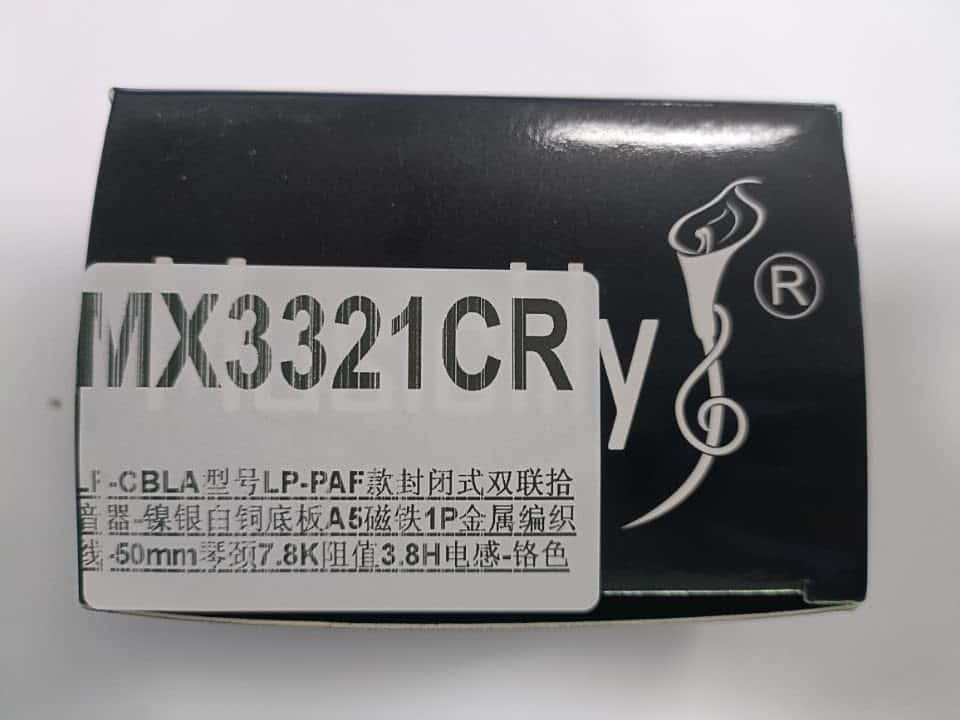 MX3321CR
y
®
LP-CBLA型号LP-PAF款封闭式双联拾
音器-镍银白铜底板A5磁铁1P金属编织
线-50mm琴颈7.8K阻值3.8H电感-铬色